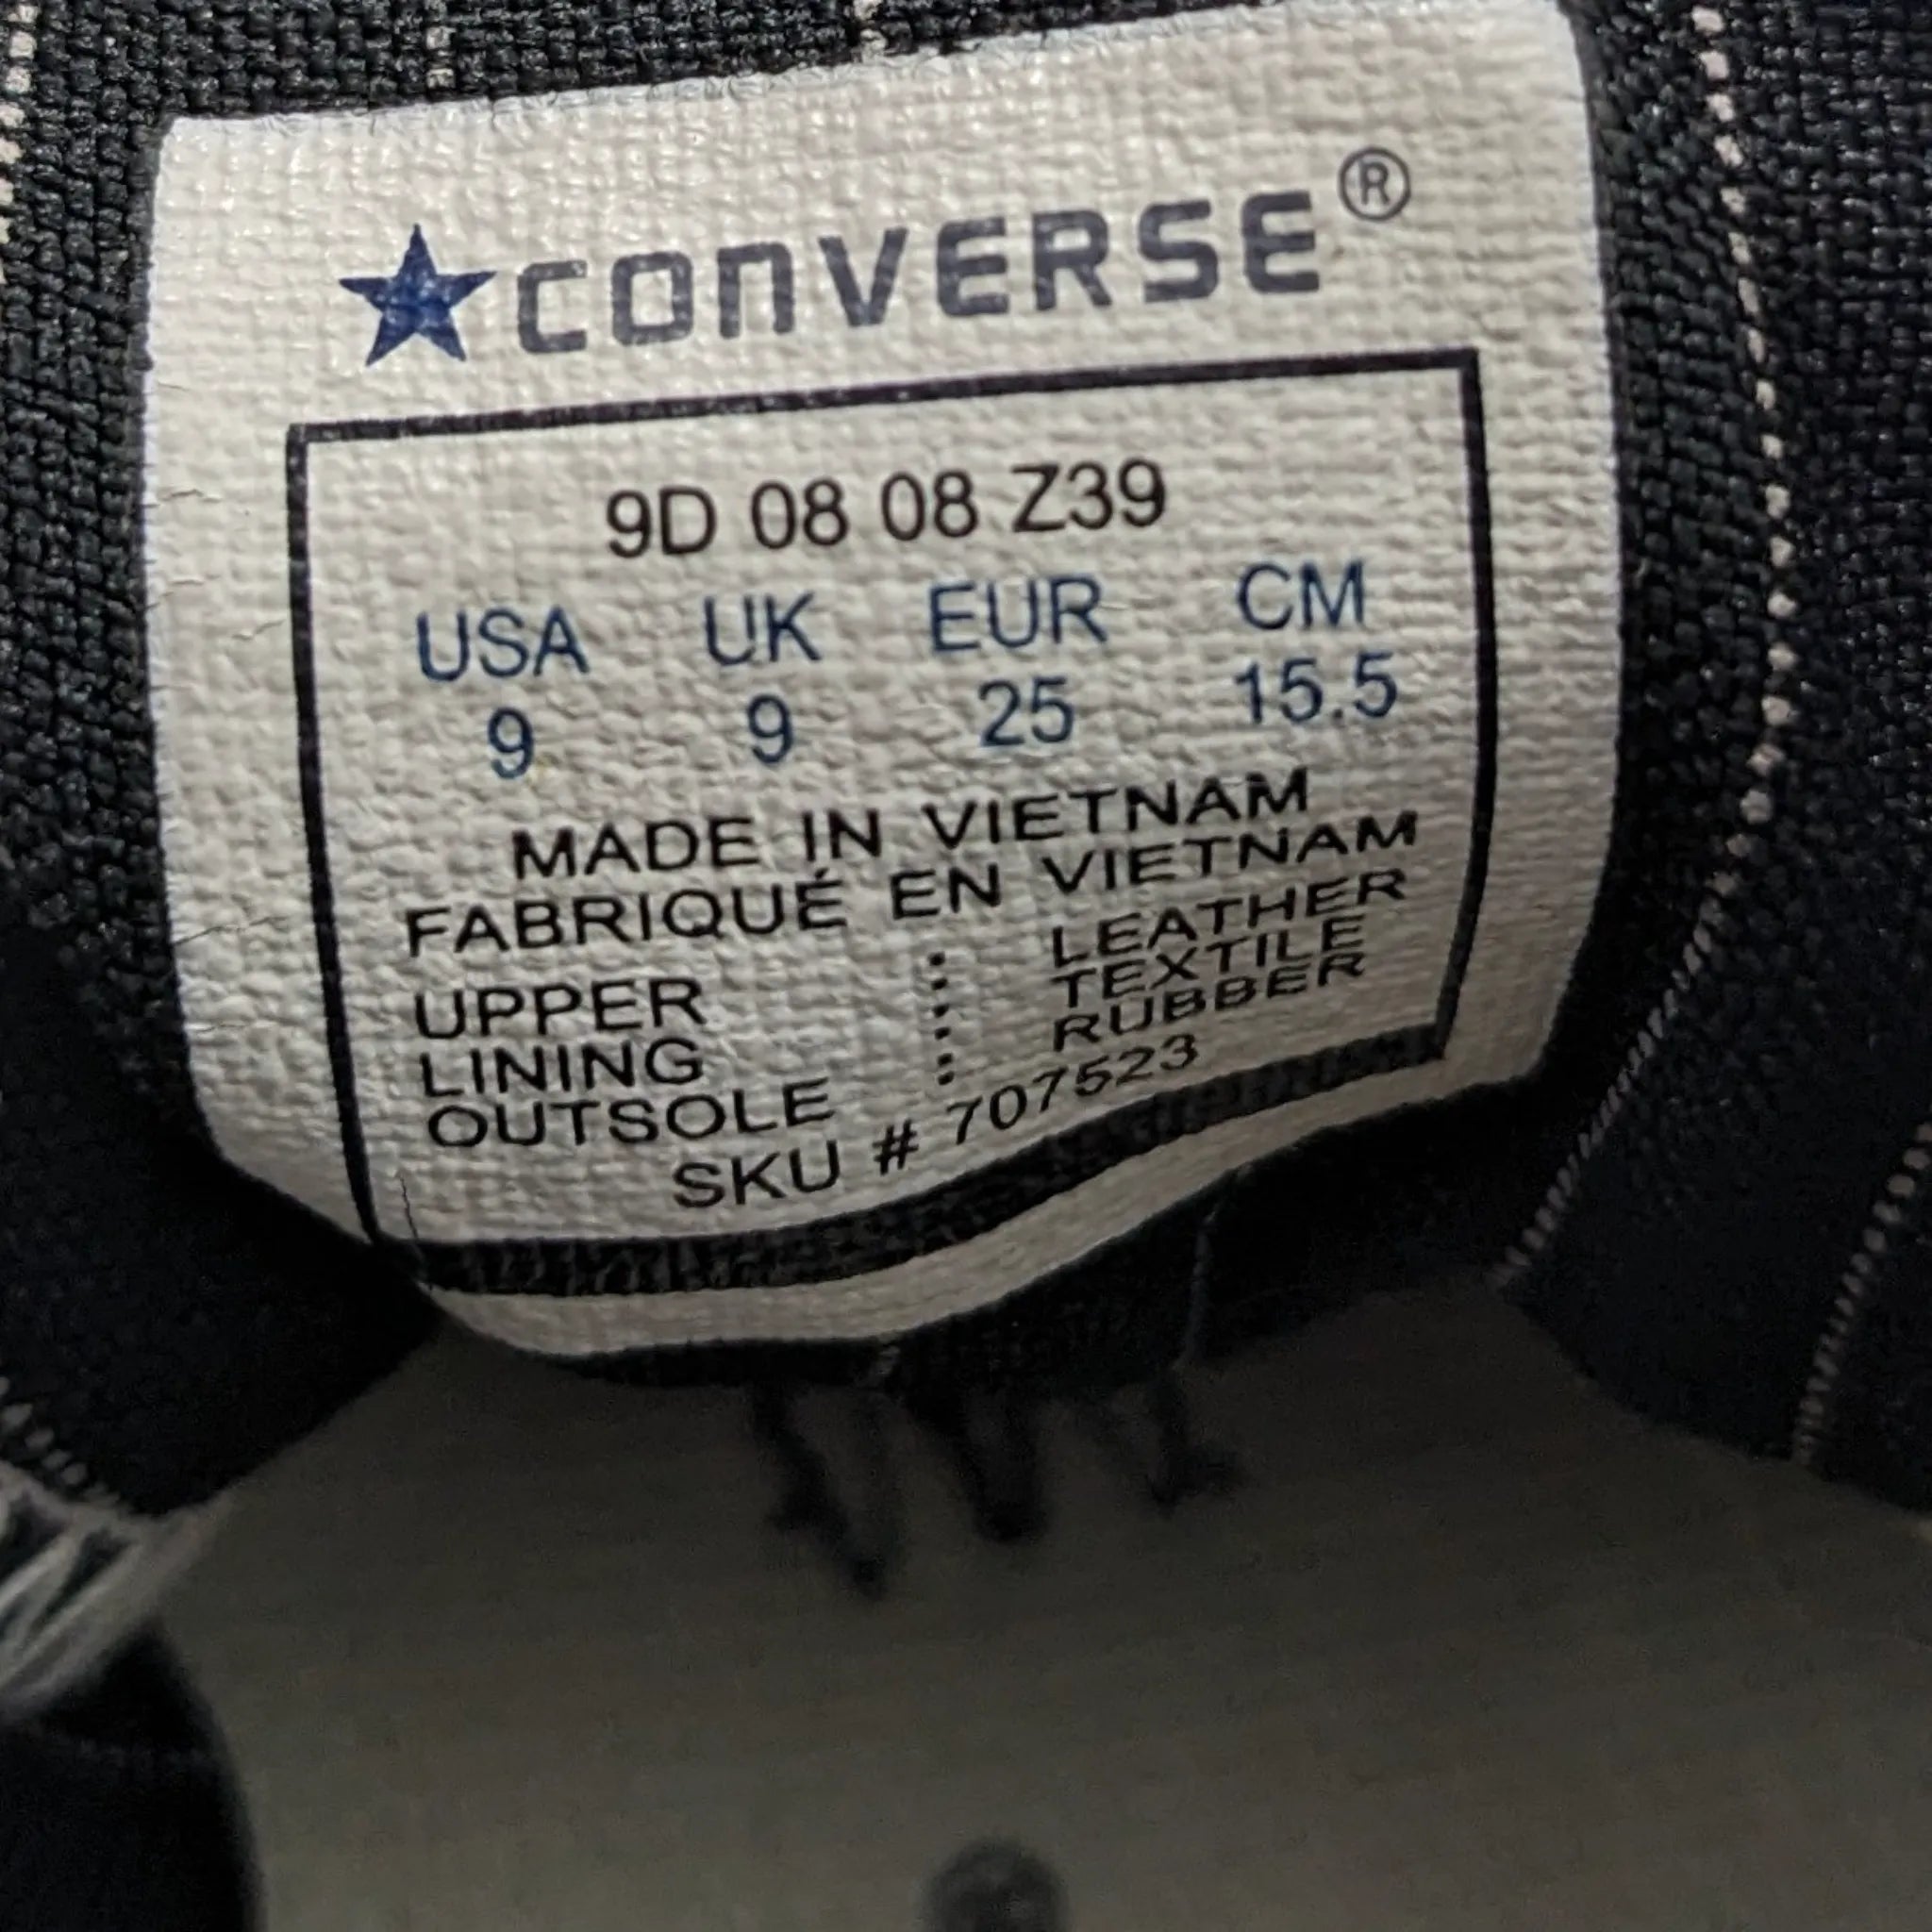 CONVERSE®
9D 08 08 Z39
USA UK EUR CM
9 9 25 15.5
MADE IN VIETNAM
FABRIQUÉ EN VIETNAM
UPPER : LEATHER
LINING : TEXTILE
OUTSOLE : RUBBER
SKU # 707523